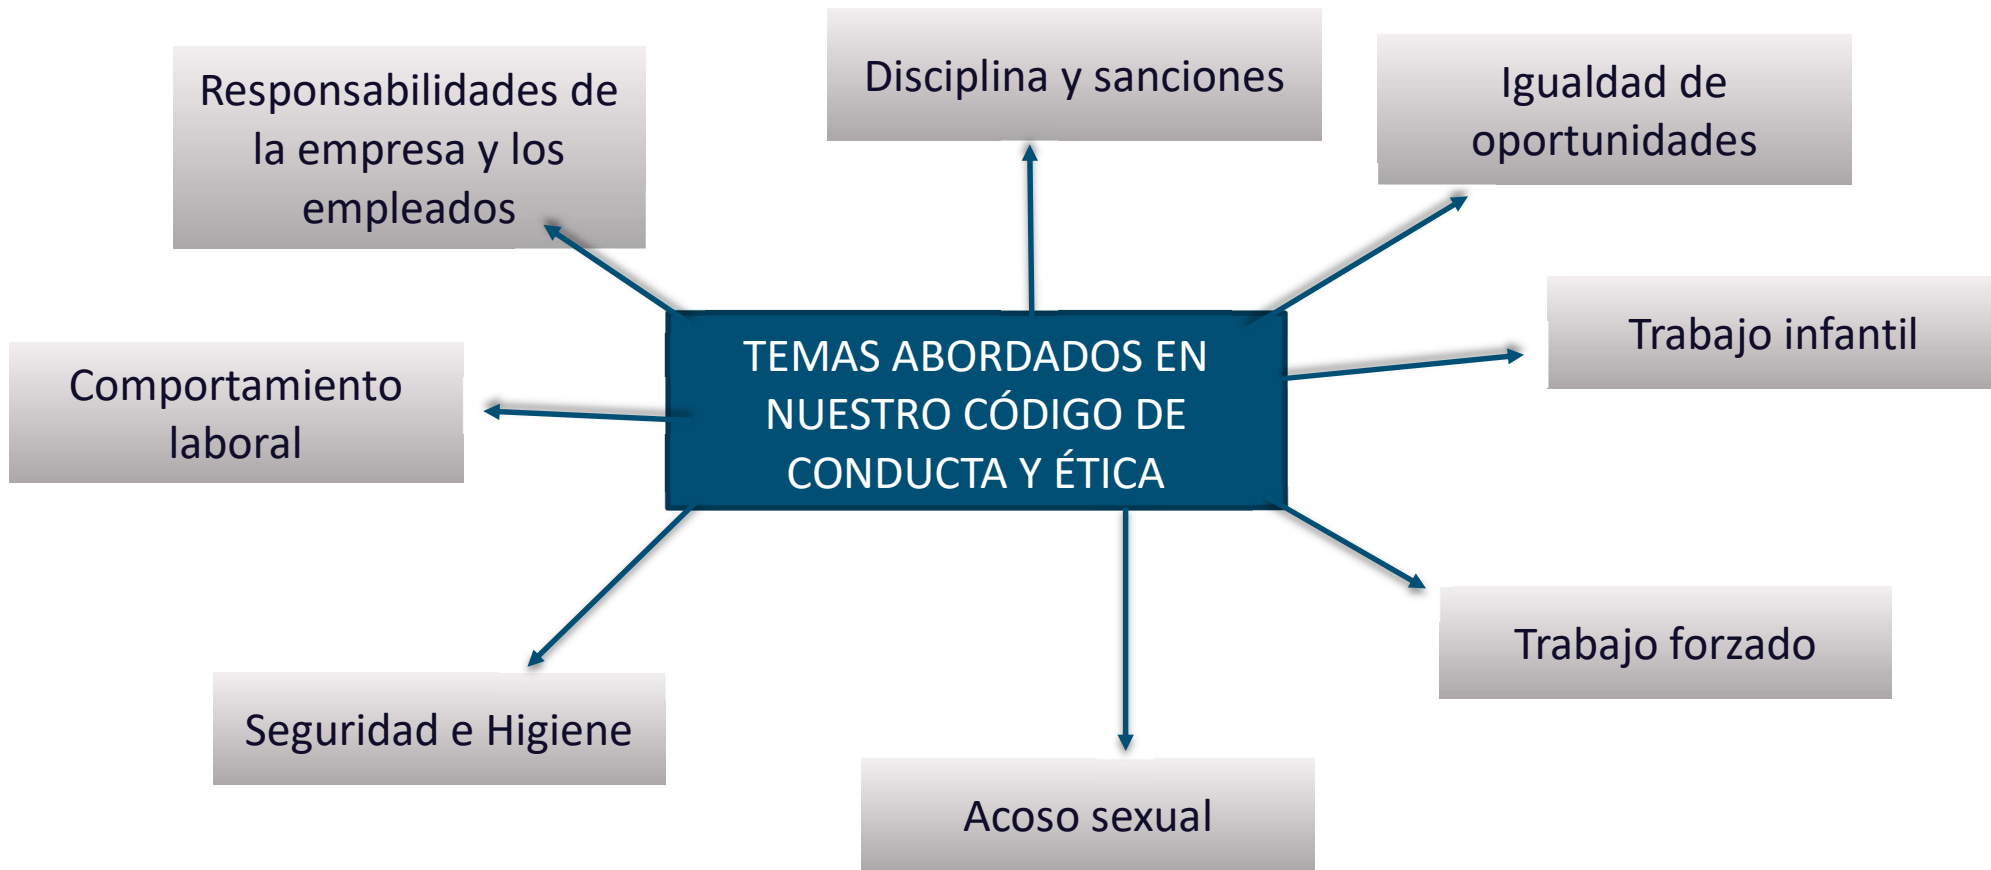 Responsabilidades de
la empresa y los
empleados
Disciplina y sanciones
Igualdad de
oportunidades
Comportamiento
laboral
TEMAS ABORDADOS EN
NUESTRO CÓDIGO DE
CONDUCTA Y ÉTICA
Trabajo infantil
Seguridad e Higiene
Acoso sexual
Trabajo forzado